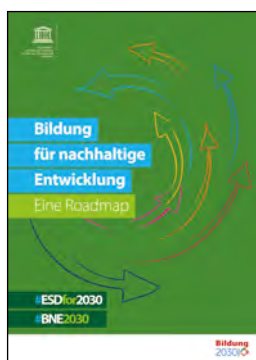 Bildung
für nachhaltige
Entwicklung
Eine Roadmap
#ESDfor2030
#BNE2030
Bildung
2030